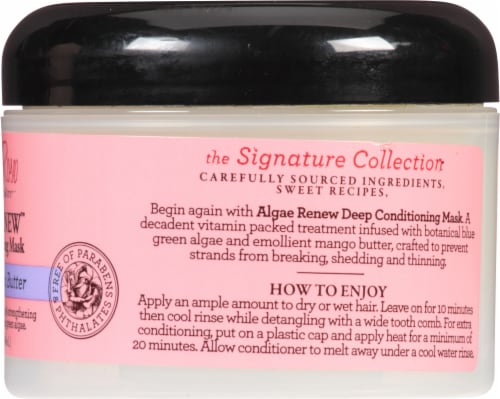 the Signature Collection
CAREFULLY SOURCED INGREDIENTS.
SWEET RECIPES.
Begin again with Algae Renew Deep Conditioning Mask A
decadent vitamin packed treatment infused with botanical blue
green algae and emollient mango butter, crafted to prevent
strands from breaking, shedding and thinning.
HOW TO ENJOY
Apply an ample amount to dry or wet hair. Leave on for 10 minutes
then cool rinse while detangling with a wide tooth comb. For extra
conditioning, put on a plastic cap and apply heat for a minimum of
20 minutes. Allow conditioner to melt away under a cool water rinse.
Mask
Butter
strengthening
green algae.
FREE OF PARABENS
PHTHALATES